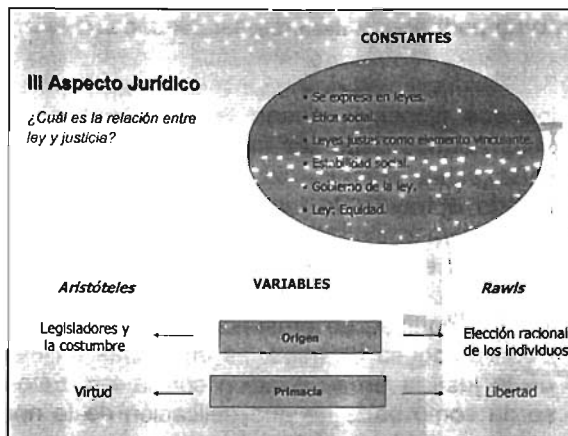 CONSTANTES
III Aspecto Jurídico
¿Cuál es la relación entre
ley y justicia?
• Se expresa en leyes.
• Ética social.
• Leyes justas como elemento vinculante.
• Estabilidad social.
• Gobierno de la ley.
• Ley: Equidad.
Aristóteles
VARIABLES
Rawls
Legisladores y
la costumbre
Origen
Elección racional
de los individuos
Virtud
Primacía
Libertad